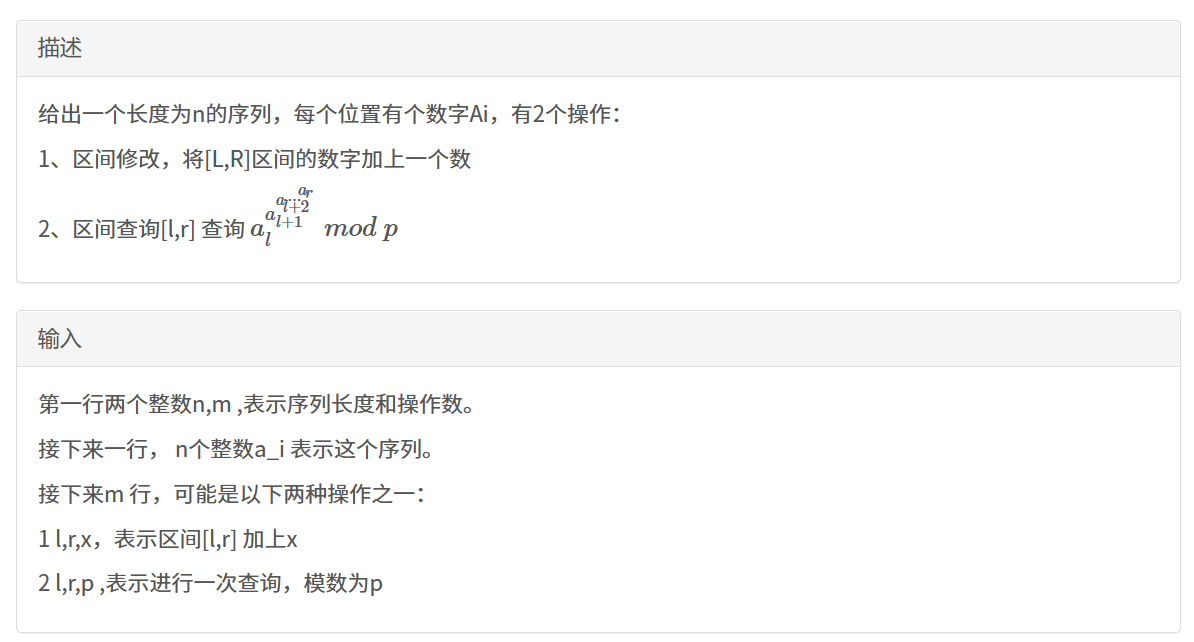 描述
给出一个长度为n的序列，每个位置有个数字Ai，有2个操作：
1、区间修改，将[L,R]区间的数字加上一个数
2、区间查询[l,r] 查询 $a_l^{a_{l+1}^{a_{l+2}^{\cdots^{a_r}}}} \mod p$
输入
第一行两个整数n,m ,表示序列长度和操作数。
接下来一行， n个整数a_i 表示这个序列。
接下来m 行，可能是以下两种操作之一：
1 l,r,x，表示区间[l,r] 加上x
2 l,r,p ,表示进行一次查询，模数为p